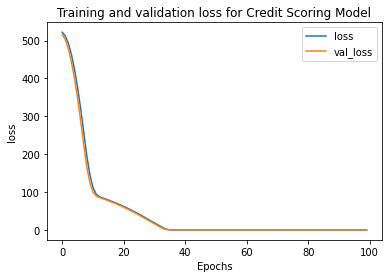 Training and validation loss for Credit Scoring Model
loss
val_loss
500
400
300
200
100
0
loss
0 20 40 60 80 100
Epochs